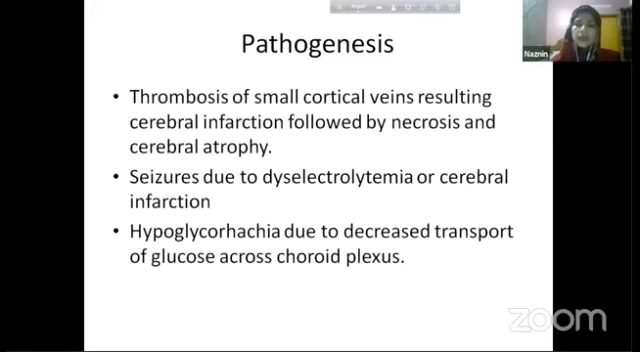 Pathogenesis
• Thrombosis of small cortical veins resulting
cerebral infarction followed by necrosis and
cerebral atrophy.
• Seizures due to dyselectrolytemia or cerebral
infarction
• Hypoglycorhachia due to decreased transport
of glucose across choroid plexus.
Naznin
zoom